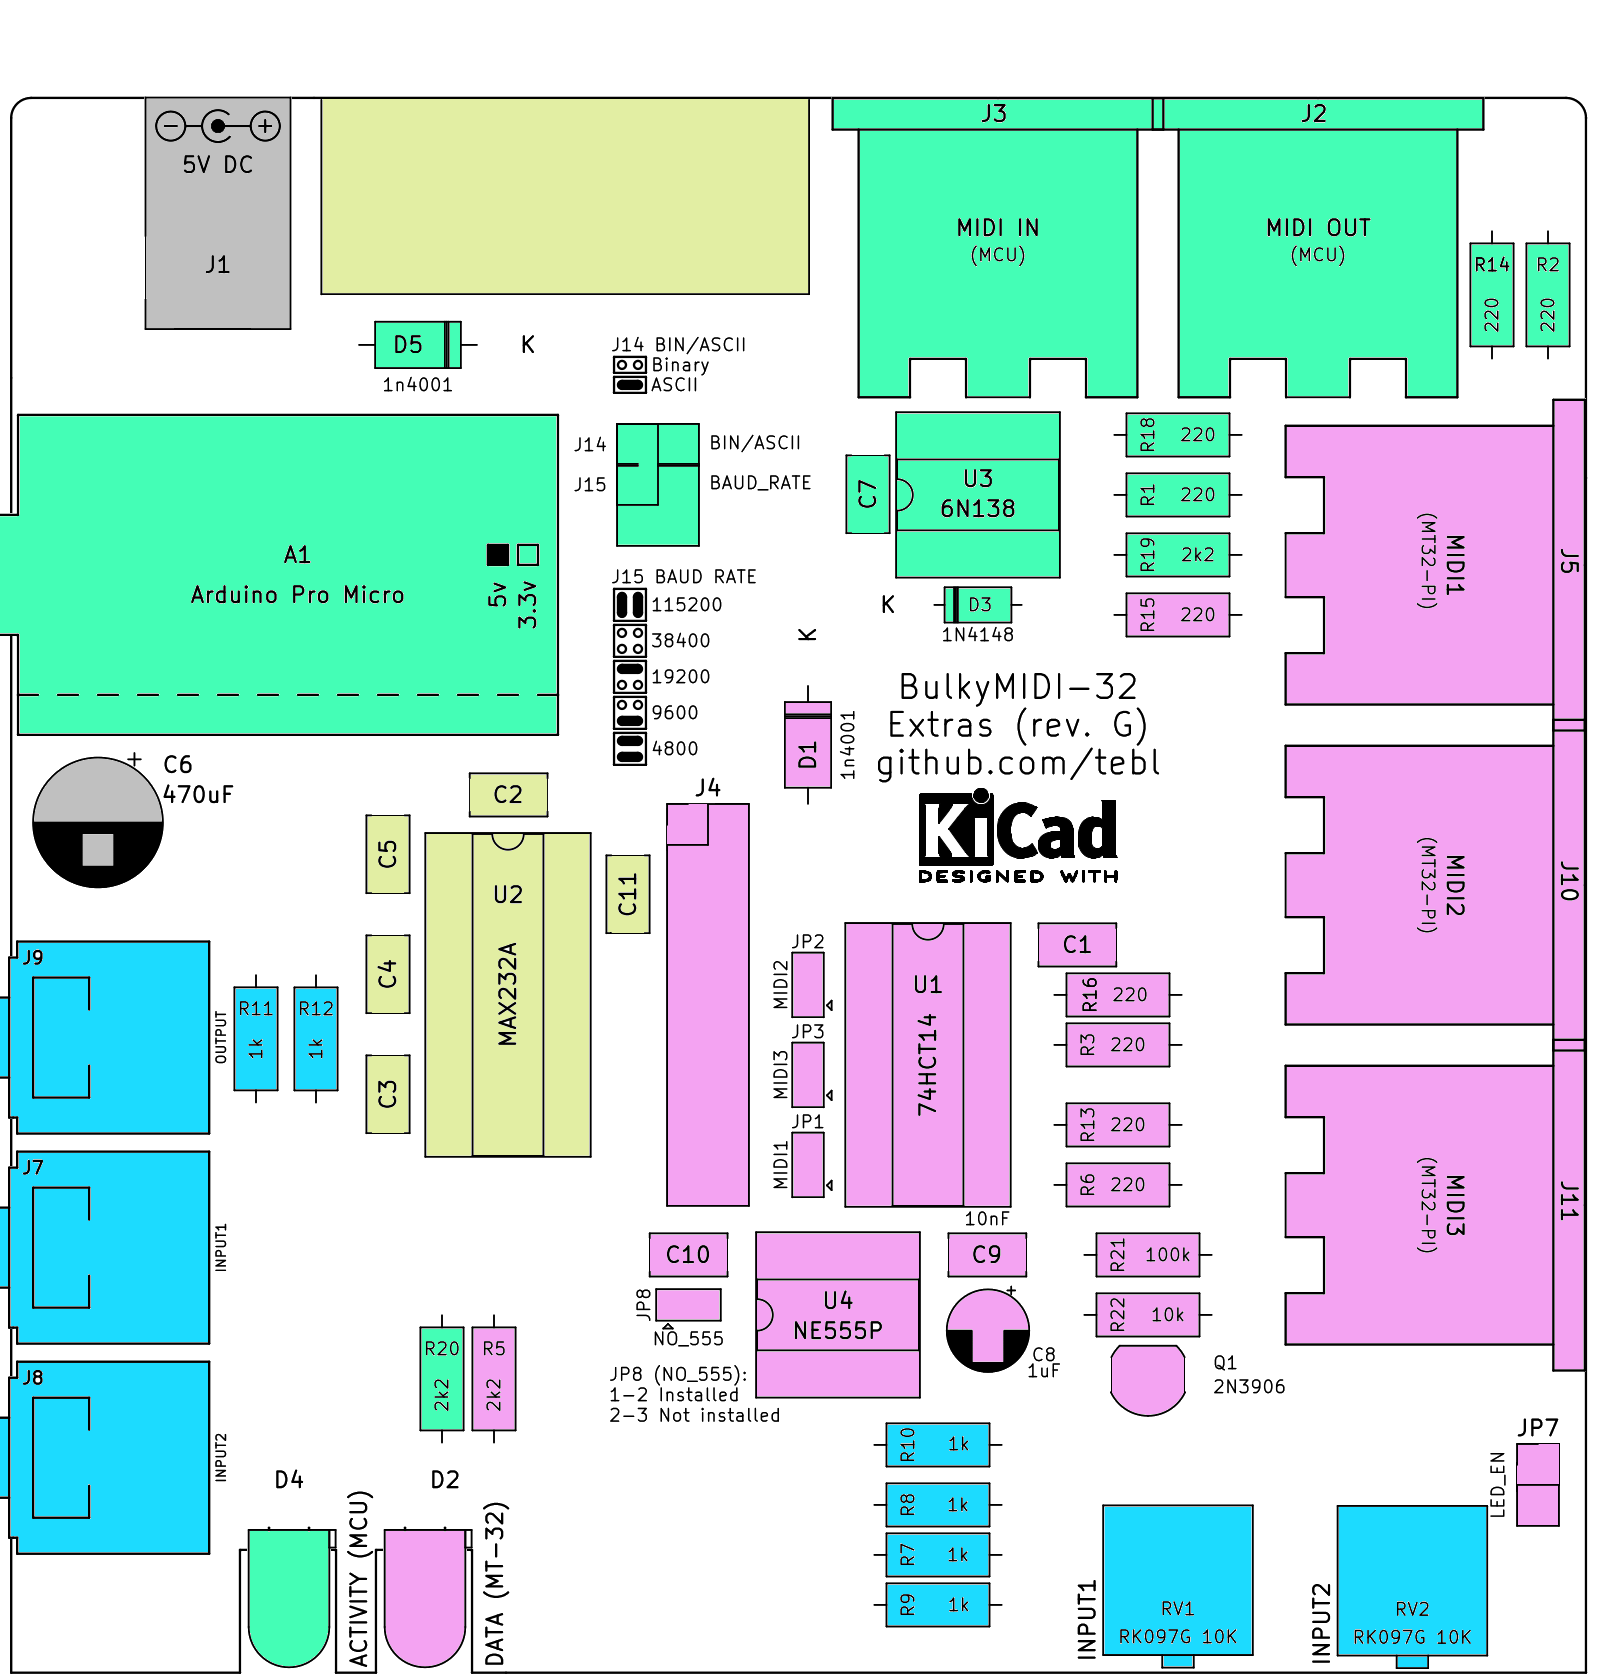 J3
J2
− +
5V DC
J1
MIDI IN
(MCU)
MIDI OUT
(MCU)
R14
220
R2
220
D5
1n4001
K
J14 BIN/ASCII
Binary
ASCII
J14
BIN/ASCII
J15
BAUD_RATE
C7
U3
6N138
R18 220
R1 220
R19 2k2
R15 220
K
D3
1N4148
A1
Arduino Pro Micro
5v
3.3v
J15 BAUD RATE
115200
38400
19200
9600
4800
K
D1
1n4001
BulkyMIDI-32
Extras (rev. G)
github.com/tebl
KiCad
DESIGNED WITH
MIDI1
(MT32-PI)
J5
MIDI2
(MT32-PI)
J10
MIDI3
(MT32-PI)
J11
+
C6
470uF
C2
C5
C4
C3
C11
U2
MAX232A
J4
JP2
MIDI2
JP3
MIDI3
JP1
MIDI1
U1
74HCT14
C1
R16 220
R3 220
R13 220
R6 220
J9
OUTPUT
R11
1k
R12
1k
J7
INPUT1
J8
INPUT2
C10
JP8
NO_555
JP8 (NO_555):
1-2 Installed
2-3 Not installed
U4
NE555P
10nF
C9
+
C8
1uF
R21 100k
R22 10k
Q1
2N3906
R20
2k2
R5
2k2
R10 1k
R8 1k
R7 1k
R9 1k
D4
ACTIVITY (MCU)
D2
DATA (MT-32)
INPUT1
RV1
RK097G 10K
INPUT2
RV2
RK097G 10K
JP7
LED_EN